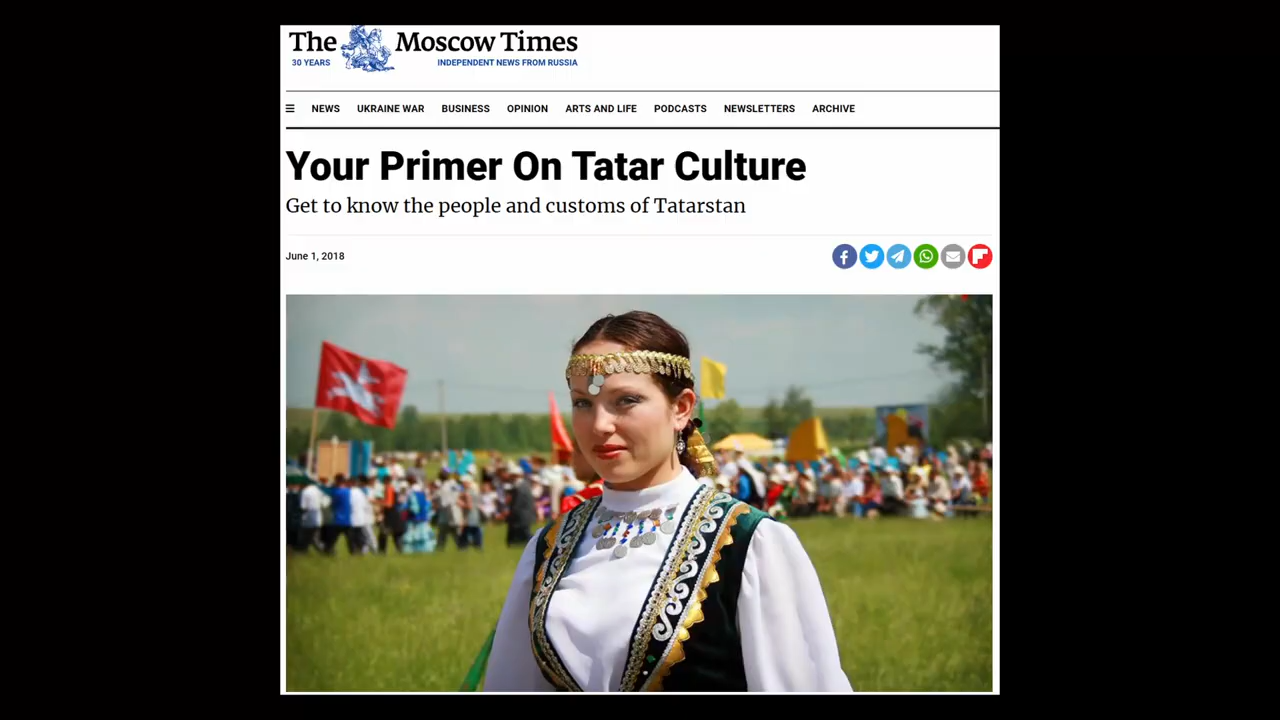 The Moscow Times
30 YEARS INDEPENDENT NEWS FROM RUSSIA
NEWS UKRAINE WAR BUSINESS OPINION ARTS AND LIFE PODCASTS NEWSLETTERS ARCHIVE
Your Primer On Tatar Culture
Get to know the people and customs of Tatarstan
June 1, 2018